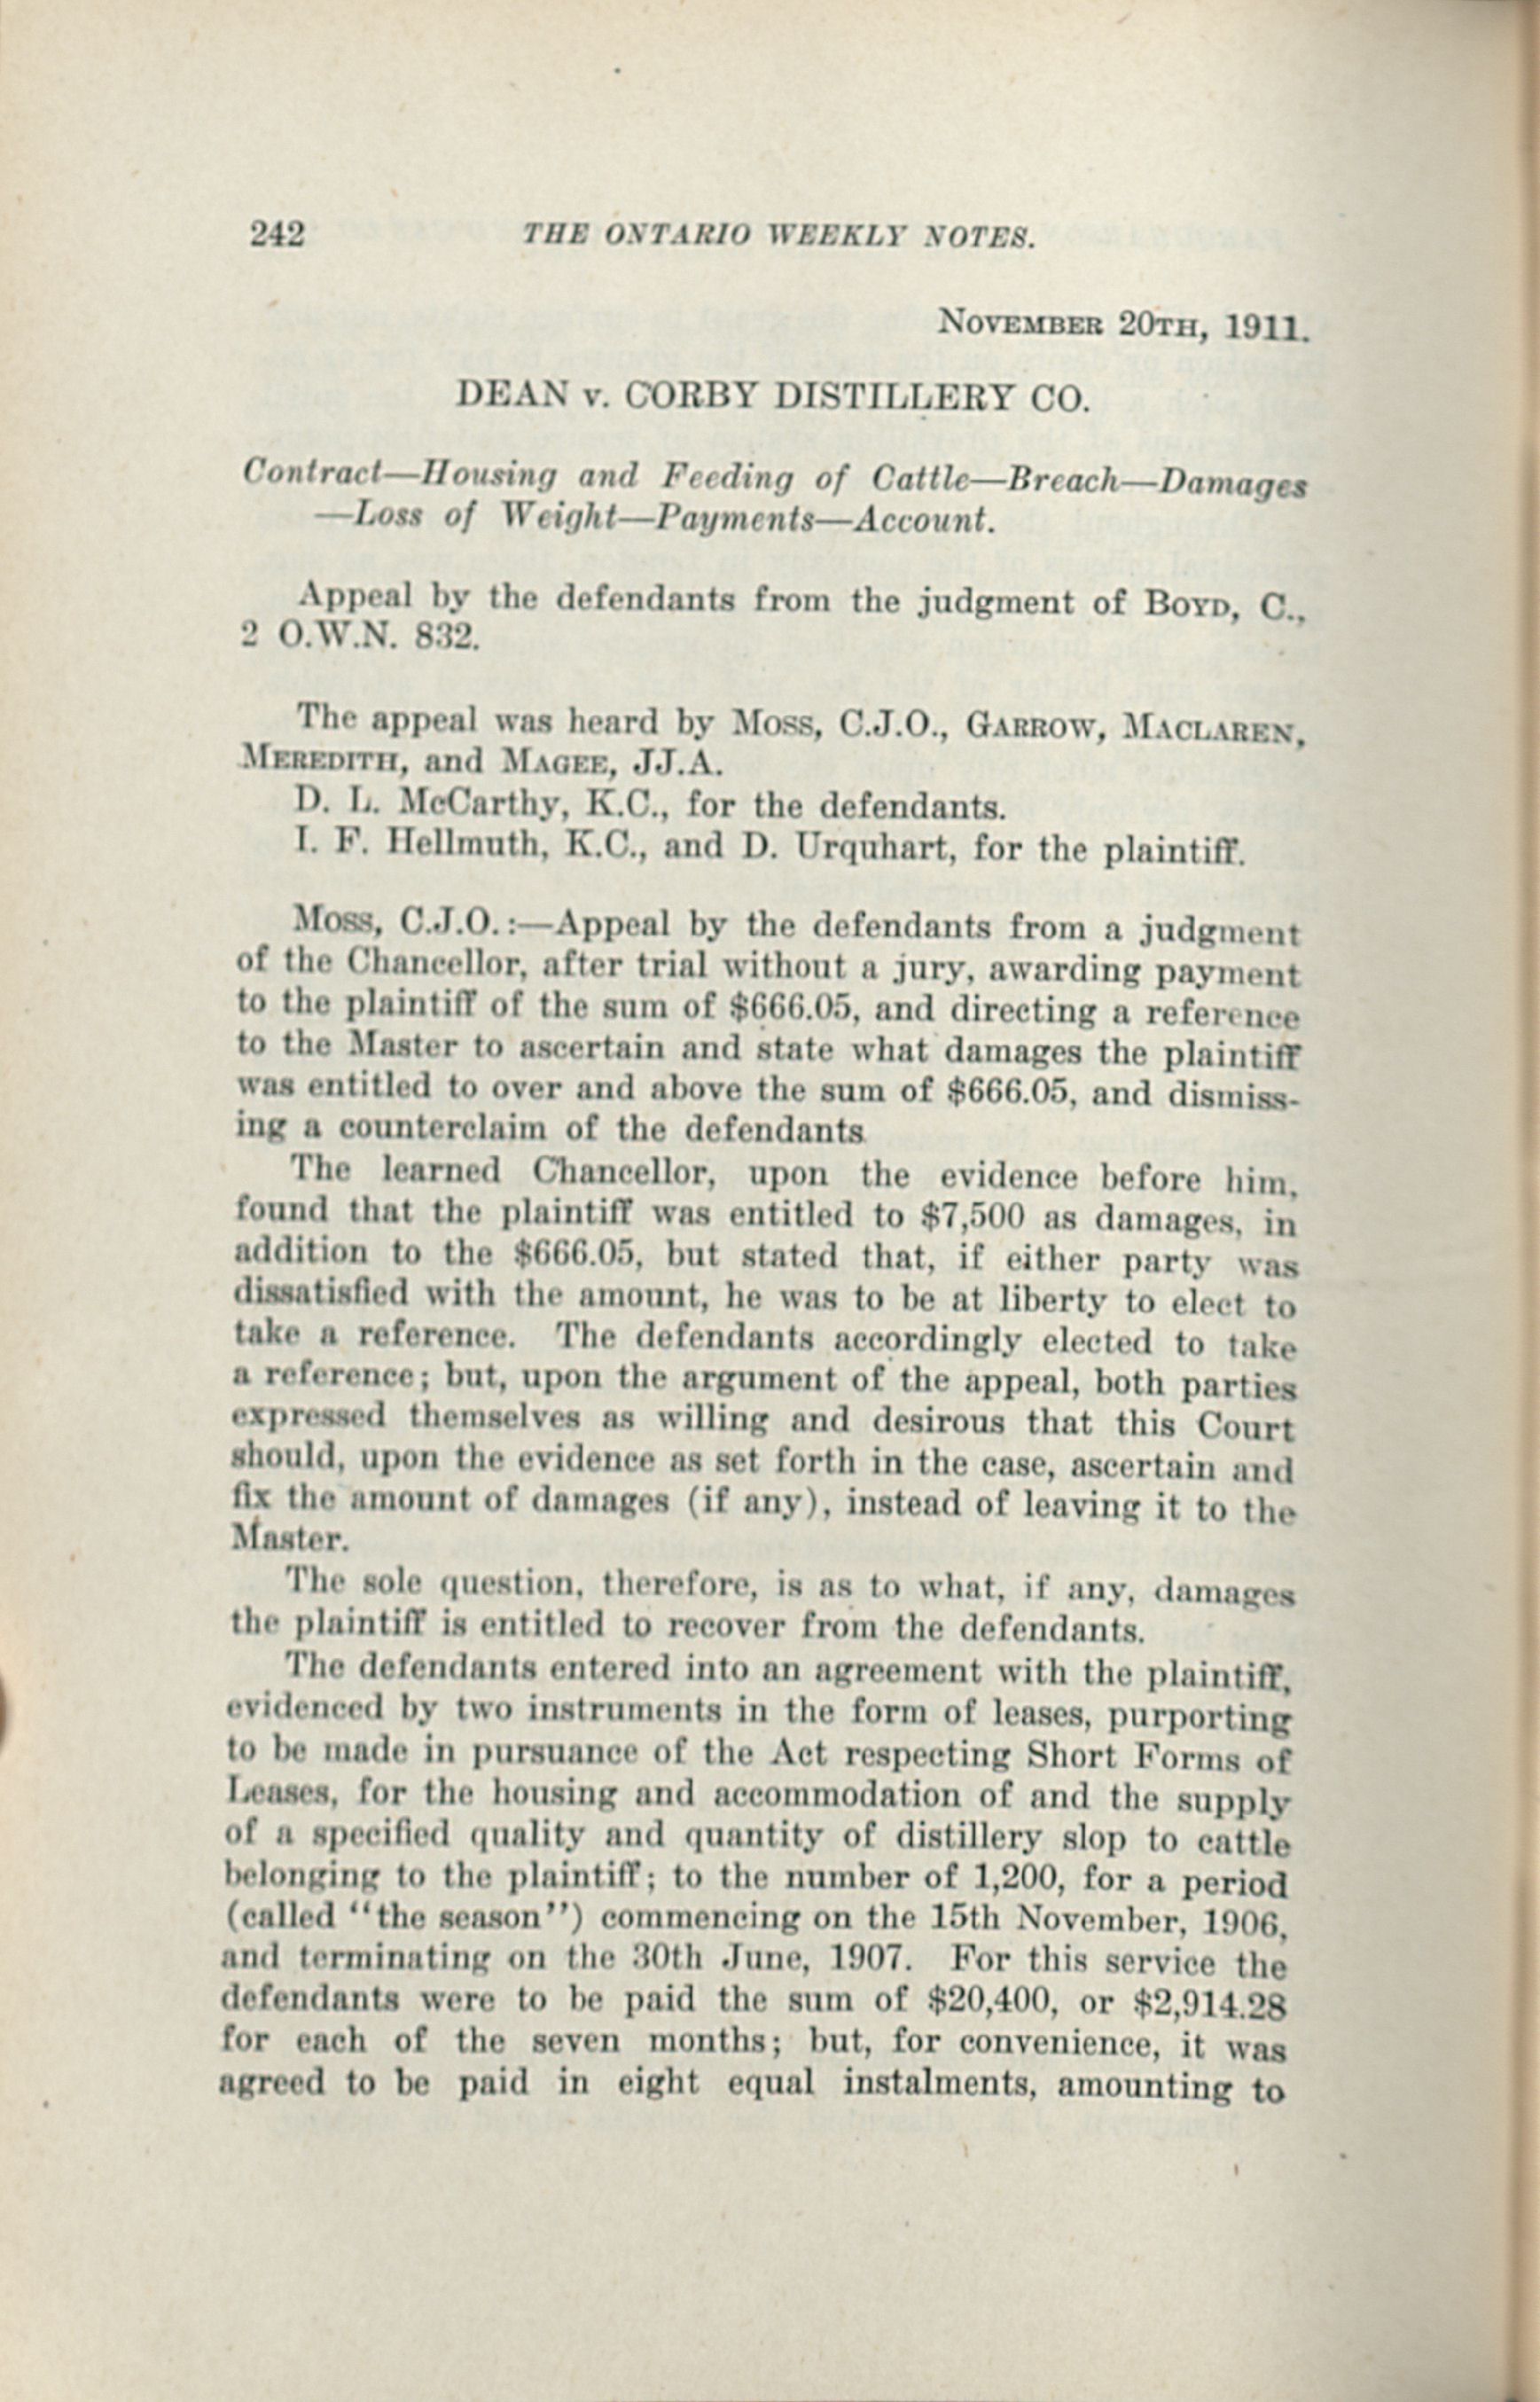 242 THE ONTARIO WEEKLY NOTES.
November 20th, 1911.
DEAN v. CORBY DISTILLERY CO.
Contract—Housing and Feeding of Cattle—Breach—Damages
—Loss of Weight—Payments—Account.
Appeal by the defendants from the judgment of Boyd, C.,
2 O.W.N. 832.
The appeal was heard by Moss, C.J.O., Garrow, Maclaren,
Meredith, and Magee, JJ.A.
D. L. McCarthy, K.C., for the defendants.
I. F. Hellmuth, K.C., and D. Urquhart, for the plaintiff.
Moss, C.J.O.:—Appeal by the defendants from a judgment
of the Chancellor, after trial without a jury, awarding payment
to the plaintiff of the sum of $666.05, and directing a reference
to the Master to ascertain and state what damages the plaintiff
was entitled to over and above the sum of $666.05, and dismiss-
ing a counterclaim of the defendants
The learned Chancellor, upon the evidence before him,
found that the plaintiff was entitled to $7,500 as damages, in
addition to the $666.05, but stated that, if either party was
dissatisfied with the amount, he was to be at liberty to elect to
take a reference. The defendants accordingly elected to take
a reference; but, upon the argument of the appeal, both parties
expressed themselves as willing and desirous that this Court
should, upon the evidence as set forth in the case, ascertain and
fix the amount of damages (if any), instead of leaving it to the
Master.
The sole question, therefore, is as to what, if any, damages
the plaintiff is entitled to recover from the defendants.
The defendants entered into an agreement with the plaintiff,
evidenced by two instruments in the form of leases, purporting
to be made in pursuance of the Act respecting Short Forms of
Leases, for the housing and accommodation of and the supply
of a specified quality and quantity of distillery slop to cattle
belonging to the plaintiff; to the number of 1,200, for a period
(called "the season") commencing on the 15th November, 1906,
and terminating on the 30th June, 1907. For this service the
defendants were to be paid the sum of $20,400, or $2,914.28
for each of the seven months; but, for convenience, it was
agreed to be paid in eight equal instalments, amounting to